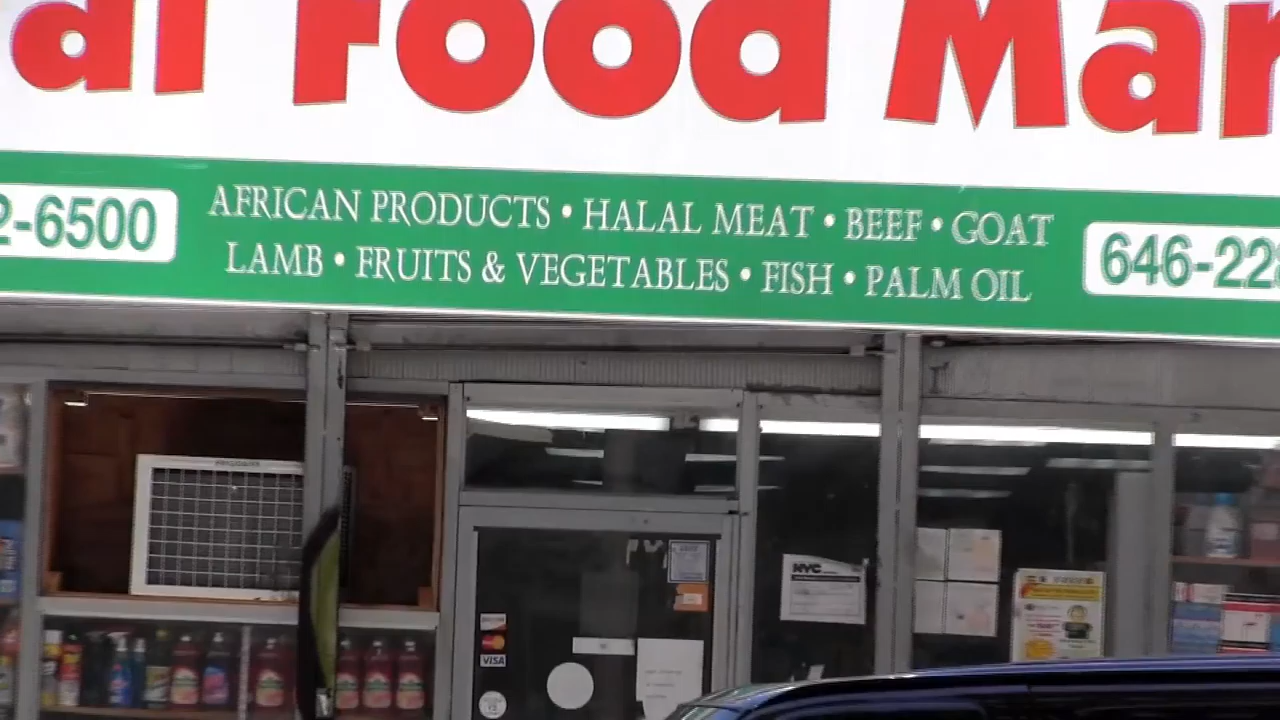 al Food Mar
2-6500
AFRICAN PRODUCTS • HALAL MEAT • BEEF • GOAT
LAMB • FRUITS & VEGETABLES • FISH • PALM OIL
646-22
NYC
VISA